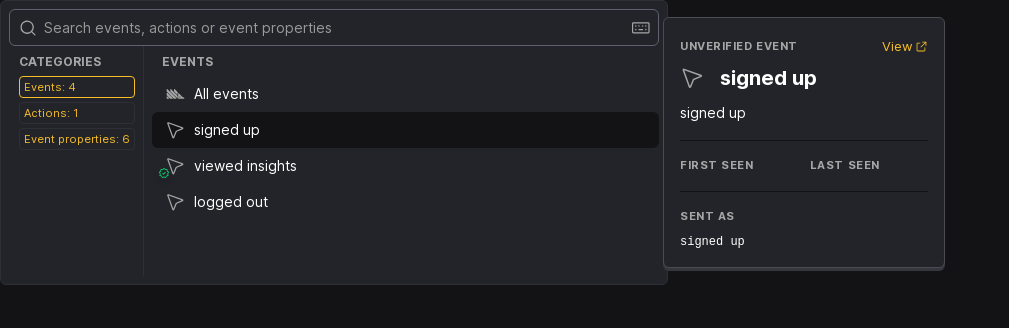 Search events, actions or event properties
CATEGORIES
Events: 4
Actions: 1
Event properties: 6
EVENTS
All events
signed up
viewed insights
logged out
UNVERIFIED EVENT
View
signed up
signed up
FIRST SEEN
LAST SEEN
SENT AS
signed up